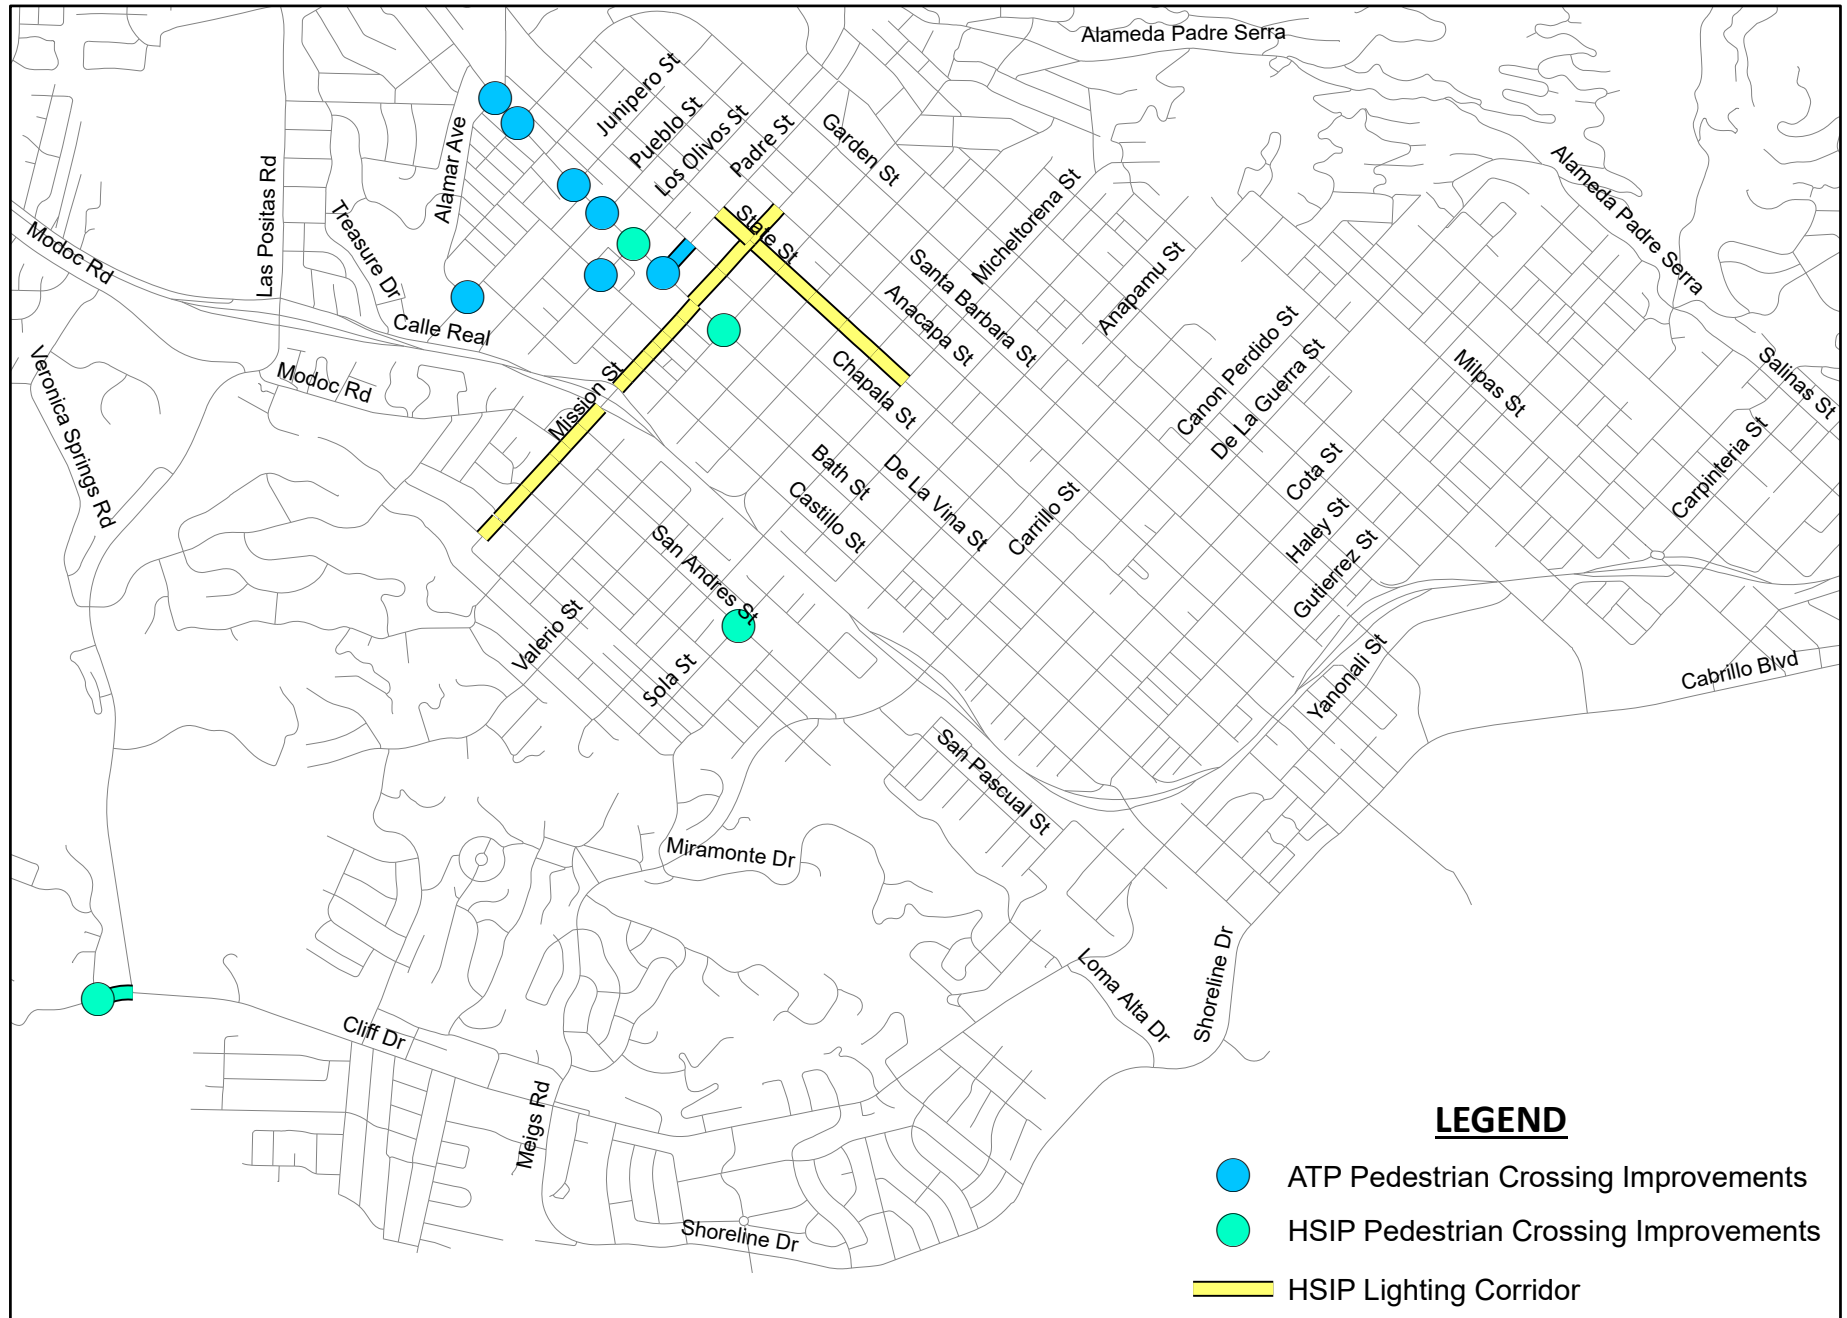 Alameda Padre Serra
Junipero St
Pueblo St
Los Olivos St
Padre St
Garden St
Alamar Ave
Las Positas Rd
Treasure Dr
Modoc Rd
State St
Micheltorena St
Alameda Padre Serra
Santa Barbara St
Anacapa St
Anapamu St
Calle Real
Modoc Rd
Veronica Springs Rd
Mission St
Chapala St
Canon Perdido St
De La Guerra St
Milpas St
Salinas St
Carpinteria St
Bath St
Castillo St
De La Vina St
Carrillo St
Cota St
Haley St
Gutierrez St
San Andres St
Valerio St
Sola St
Yanonali St
Cabrillo Blvd
San Pascual St
Miramonte Dr
Loma Alta Dr
Shoreline Dr
Cliff Dr
Meigs Rd
Shoreline Dr
LEGEND
ATP Pedestrian Crossing Improvements
HSIP Pedestrian Crossing Improvements
HSIP Lighting Corridor